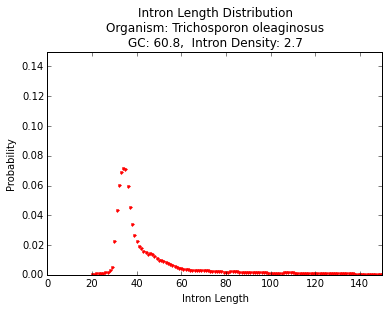 Intron Length Distribution
Organism: Trichosporon oleaginosus
GC: 60.8, Intron Density: 2.7
0.14
0.12
0.10
0.08
0.06
0.04
0.02
0.00
Probability
0 20 40 60 80 100 120 140
Intron Length